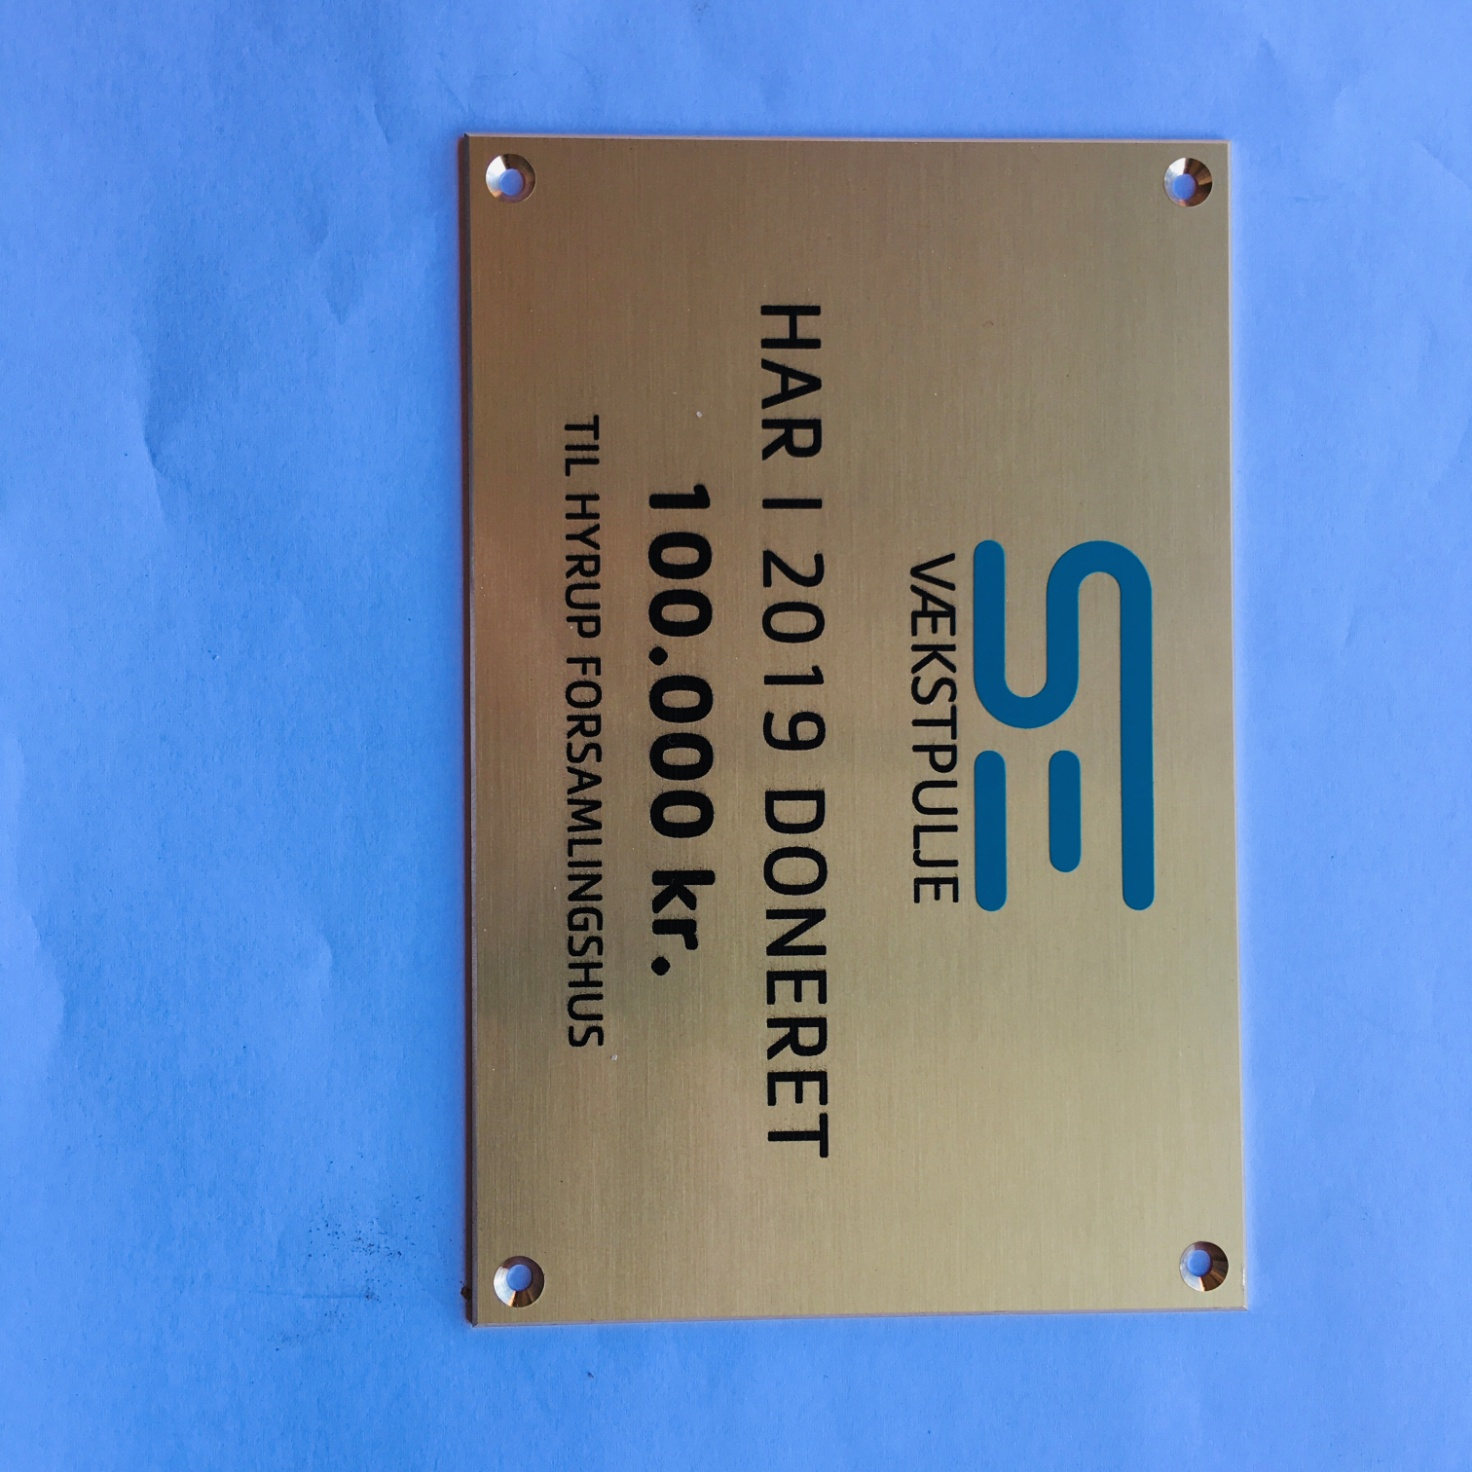 SE
VÆKSTPULJE
HAR I 2019 DONERET
100.000 kr.
TIL HYRUP FORSAMLINGSHUS